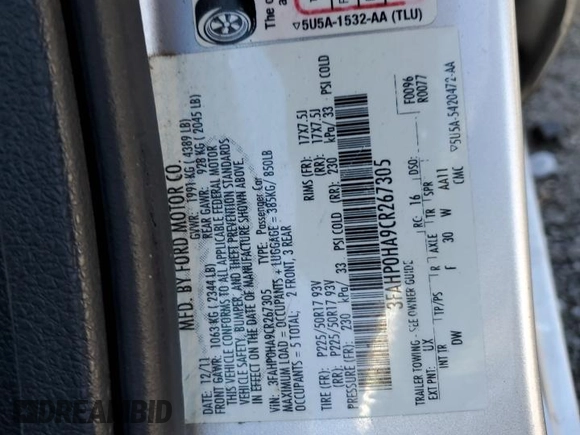 The
a
▽5U5A-1532-AA (TLU)
MFD. BY FORD MOTOR CO.
12/11 GVWR: 1991 KG ( 4389 LB)
FRONT GAWR: 1063 KG ( 2344 LB) REAR GAWR: 928 KG ( 2045 LB)
THIS VEHICLE CONFORMS TO ALL APPLICABLE FEDERAL MOTOR
VEHICLE SAFETY, BUMPER, AND THEFT PREVENTION STANDARDS
IN EFFECT ON THE DATE OF MANUFACTURE SHOWN ABOVE.
VIN: 3FAHP0HA9CR267305 TYPE: Passenger Car
MAXIMUM LOAD = OCCUPANTS + LUGGAGE = 385KG/ 850LB
OCCUPANTS = 5 TOTAL: 2 FRONT, 3 REAR
TIRE (FR): P225/50R17 93V RIMS (FR): 17X7.5J
TIRE (RR): P225/50R17 93V (RR): 17X7.5J
PRESSURE (FR): 230 kPa/ 33 PSI COLD (RR): 230 kPa/ 33 PSI COLD
3FAHP0HA9CR267305
F0096
R0077
TRAILER TOWING - SEE OWNER GUIDE
EXT PNT: UX RC: 16 DSO:
INT TR TP/PS R AXLE TR SPR
DW F 30 W AA11
CMC ▽5U5A-5420472-AA
DREAMBID